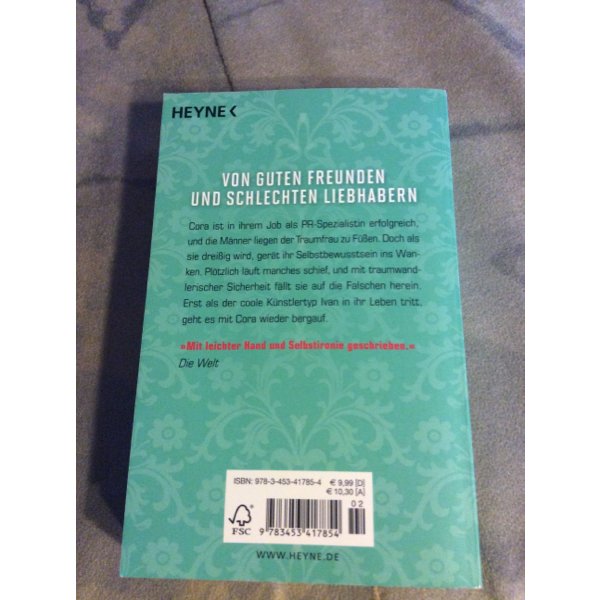 HEYNE<
VON GUTEN FREUNDEN
UND SCHLECHTEN LIEBHABERN
Cora ist in ihrem Job als PR-Spezialistin erfolgreich,
und die Männer liegen der Traumfrau zu Füßen. Doch als
sie dreißig wird, gerät ihr Selbstbewusstsein ins Wan-
ken. Plötzlich läuft manches schief, und mit traumwand-
lerischer Sicherheit fällt sie auf die Falschen herein.
Erst als der coole Künstlertyp Ivan in ihr Leben tritt,
geht es mit Cora wieder bergauf.
»Mit leichter Hand und Selbstironie geschrieben.«
Die Welt
ISBN: 978-3-453-41785-4 € 9,99 [D]
€ 10,30 [A]
0 2
FSC
9 783453 417854
WWW.HEYNE.DE